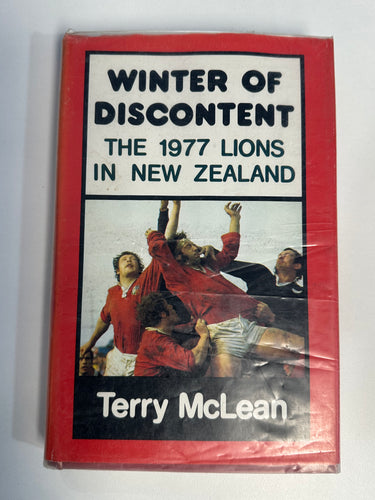 WINTER OF
DISCONTENT
THE 1977 LIONS
IN NEW ZEALAND
Terry McLean